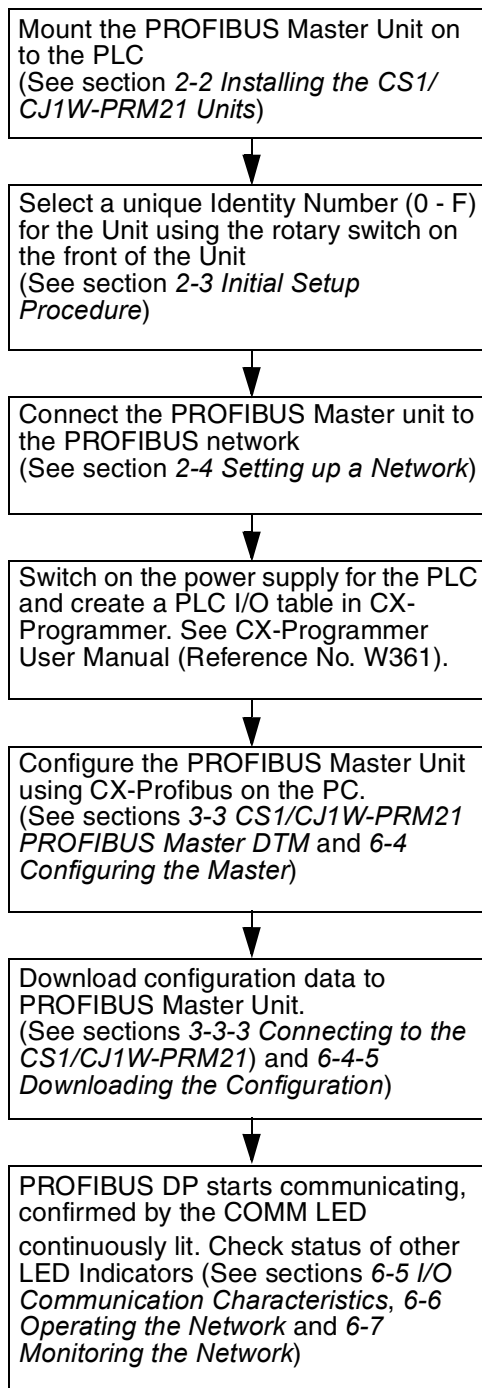 Mount the PROFIBUS Master Unit on
to the PLC
(See section 2-2 Installing the CS1/
CJ1W-PRM21 Units)
Select a unique Identity Number (0 - F)
for the Unit using the rotary switch on
the front of the Unit
(See section 2-3 Initial Setup
Procedure)
Connect the PROFIBUS Master unit to
the PROFIBUS network
(See section 2-4 Setting up a Network)
Switch on the power supply for the PLC
and create a PLC I/O table in CX-
Programmer. See CX-Programmer
User Manual (Reference No. W361).
Configure the PROFIBUS Master Unit
using CX-Profibus on the PC.
(See sections 3-3 CS1/CJ1W-PRM21
PROFIBUS Master DTM and 6-4
Configuring the Master)
Download configuration data to
PROFIBUS Master Unit.
(See sections 3-3-3 Connecting to the
CS1/CJ1W-PRM21) and 6-4-5
Downloading the Configuration)
PROFIBUS DP starts communicating,
confirmed by the COMM LED
continuously lit. Check status of other
LED Indicators (See sections 6-5 I/O
Communication Characteristics, 6-6
Operating the Network and 6-7
Monitoring the Network)